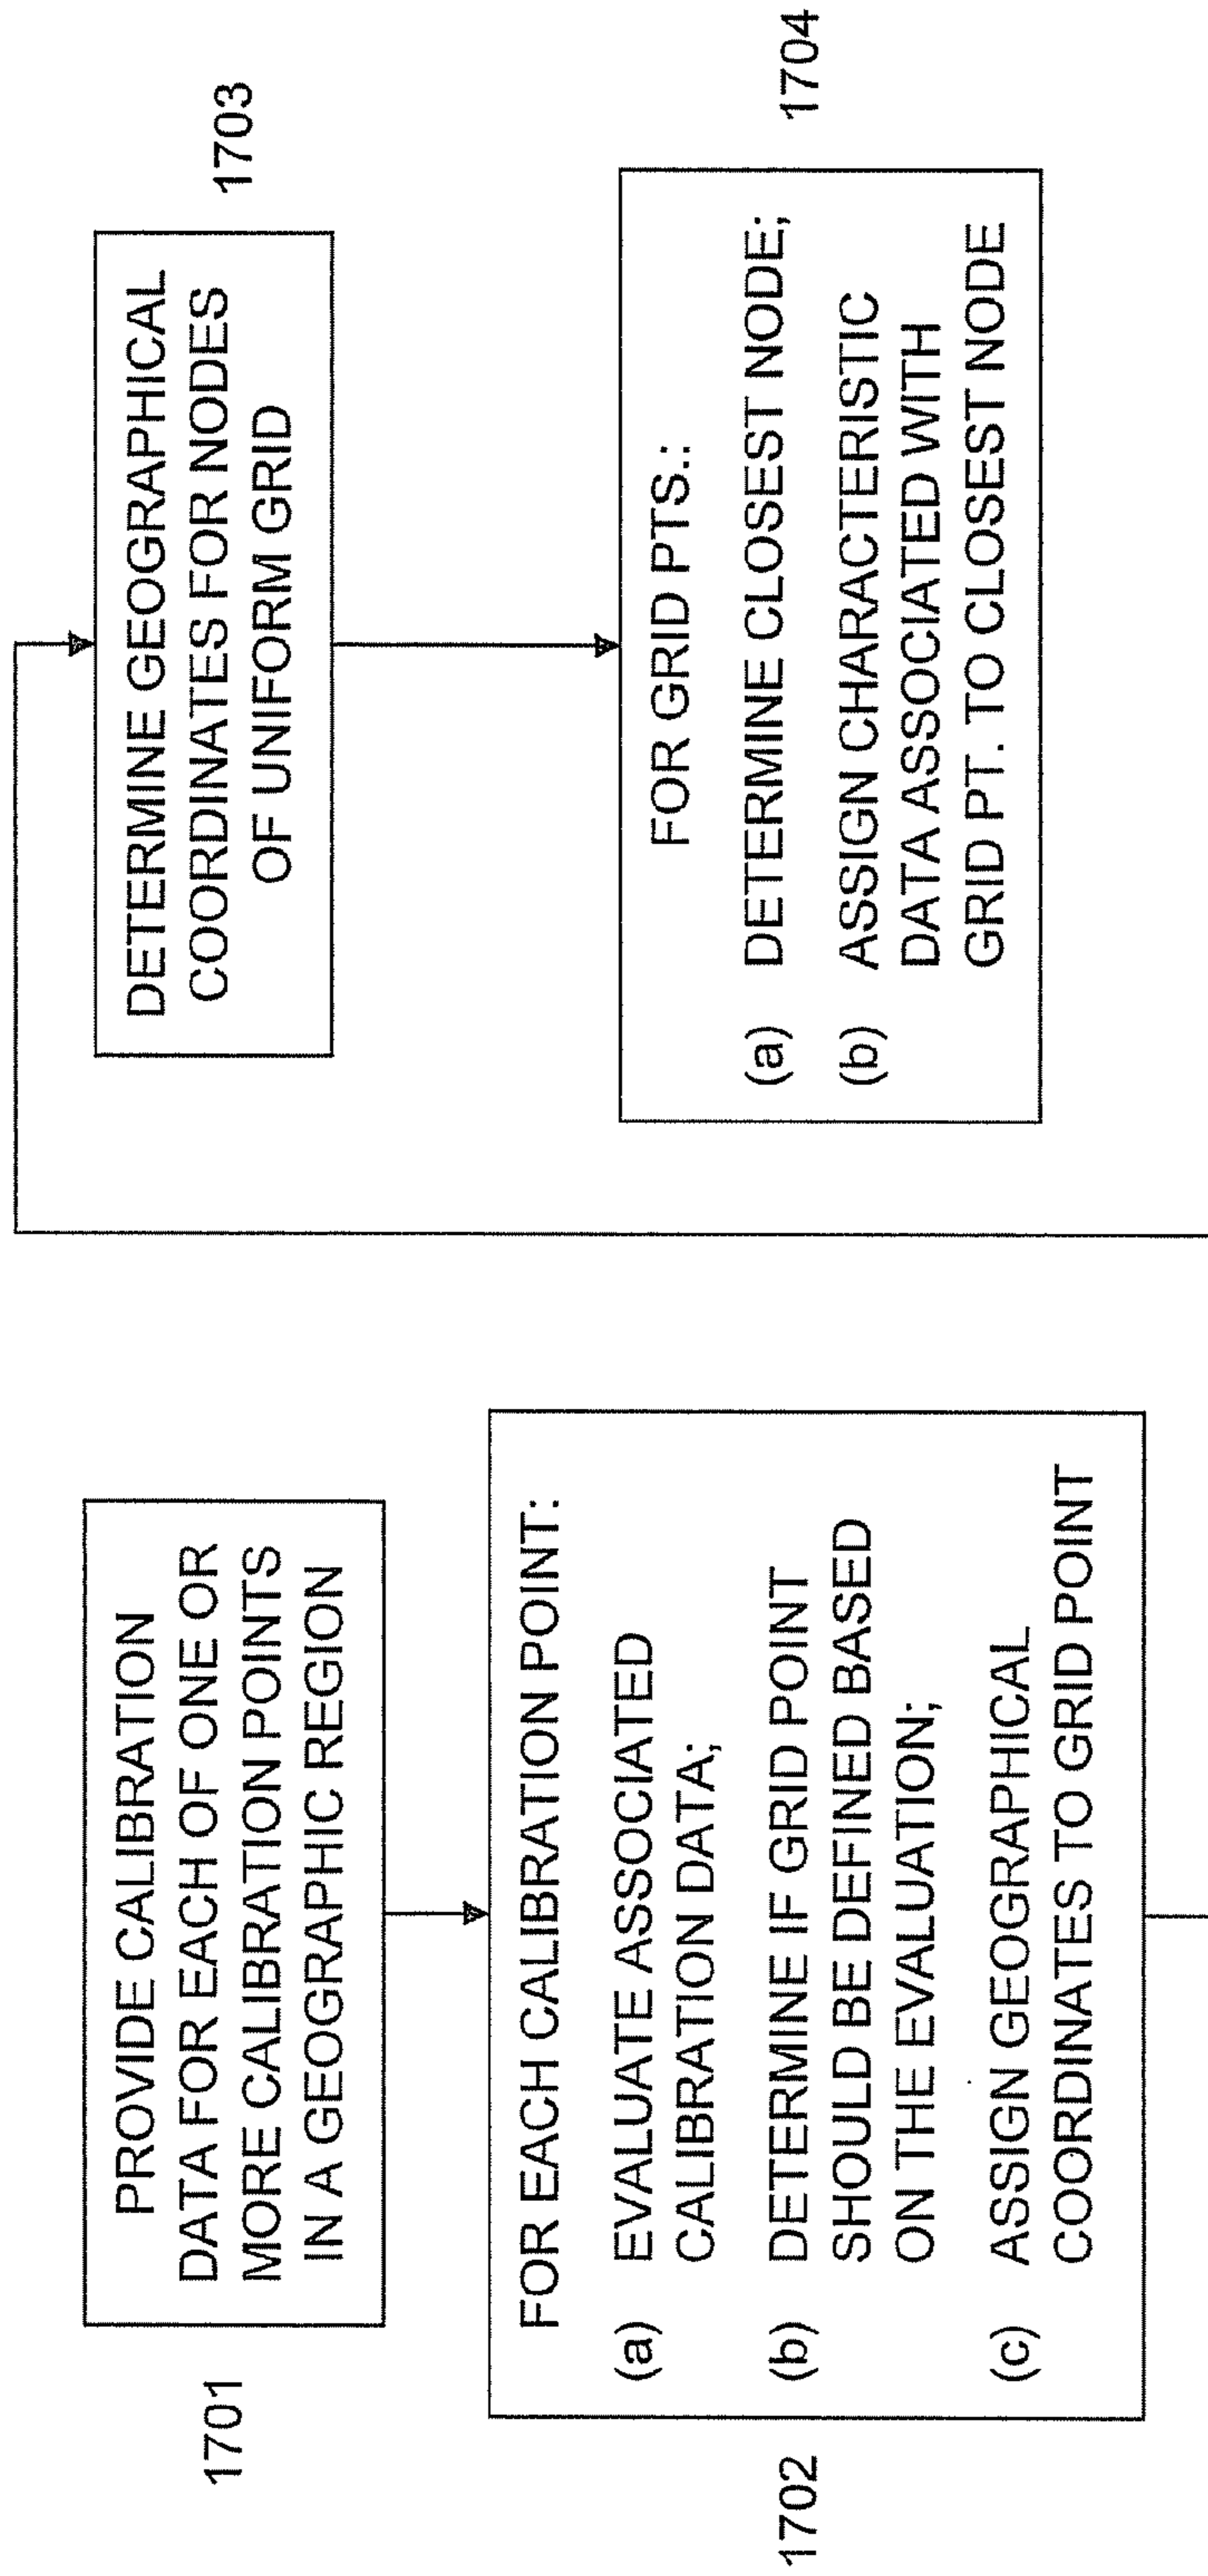 1701
PROVIDE CALIBRATION
DATA FOR EACH OF ONE OR
MORE CALIBRATION POINTS
IN A GEOGRAPHIC REGION
1702
FOR EACH CALIBRATION POINT:
(a) EVALUATE ASSOCIATED
CALIBRATION DATA;
(b) DETERMINE IF GRID POINT
SHOULD BE DEFINED BASED
ON THE EVALUATION;
(c) ASSIGN GEOGRAPHICAL
COORDINATES TO GRID POINT
DETERMINE GEOGRAPHICAL
COORDINATES FOR NODES
OF UNIFORM GRID
1703
FOR GRID PTS.:
(a) DETERMINE CLOSEST NODE;
(b) ASSIGN CHARACTERISTIC
DATA ASSOCIATED WITH
GRID PT. TO CLOSEST NODE
1704